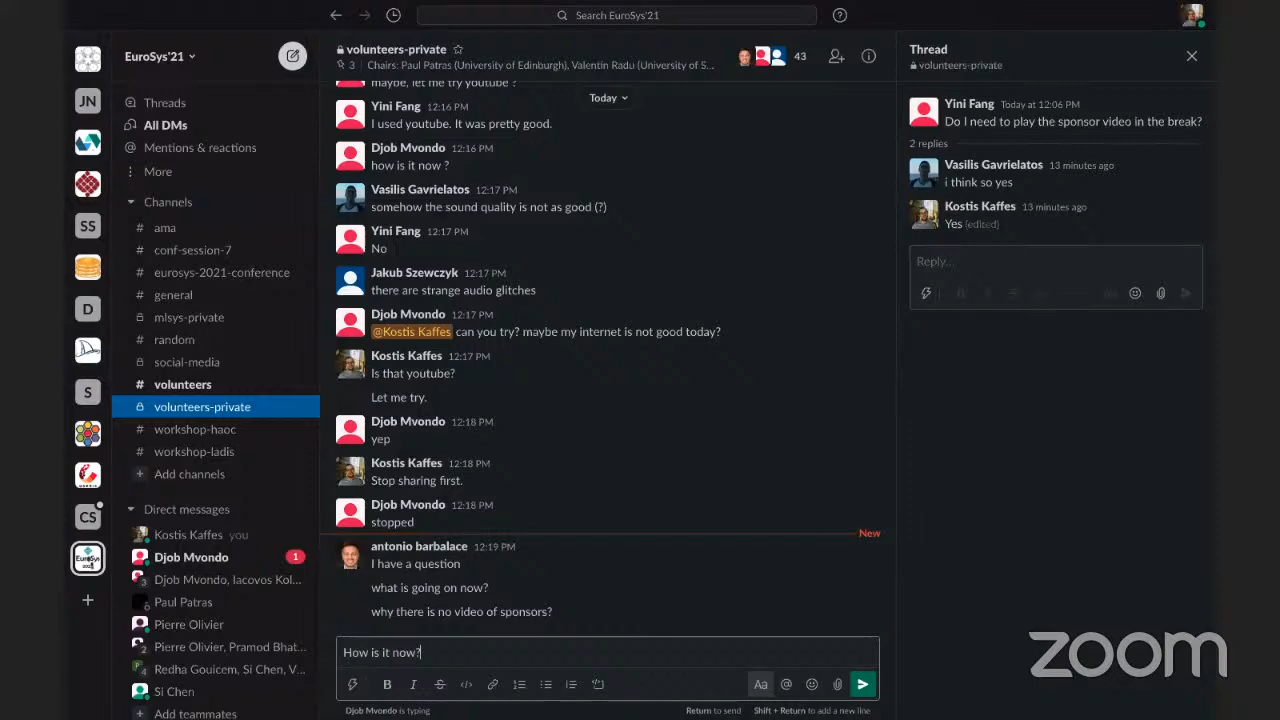 Search EuroSys'21
EuroSys'21
JN
SS
D
S
CS
Threads
All DMs
Mentions & reactions
More
Channels
# ama
# conf-session-7
# eurosys-2021-conference
# general
mlsys-private
# random
social-media
# volunteers
volunteers-private
# workshop-haoc
# workshop-ladis
+ Add channels
Direct messages
Kostis Kaffes you
Djob Mvondo 1
3 Djob Mvondo, Iacovos Kol...
Paul Patras
Pierre Olivier
3 Pierre Olivier, Pramod Bhat...
4 Redha Gouicem, Si Chen, V...
Si Chen
+ Add teammates
volunteers-private
3 Chairs: Paul Patras (University of Edinburgh), Valentin Radu (University of S...
43
maybe, let me try youtube ?
Today
Yini Fang 12:16 PM
I used youtube. It was pretty good.
Djob Mvondo 12:16 PM
how is it now ?
Vasilis Gavrielatos 12:17 PM
somehow the sound quality is not as good (?)
Yini Fang 12:17 PM
No
Jakub Szewczyk 12:17 PM
there are strange audio glitches
Djob Mvondo 12:17 PM
@Kostis Kaffes can you try? maybe my internet is not good today?
Kostis Kaffes 12:17 PM
Is that youtube?
Let me try.
Djob Mvondo 12:18 PM
yep
Kostis Kaffes 12:18 PM
Stop sharing first.
Djob Mvondo 12:18 PM
stopped
New
antonio barbalace 12:19 PM
I have a question
what is going on now?
why there is no video of sponsors?
How is it now?
B I S Aa @
Djob Mvondo is typing
Return to send Shift + Return to add a new line
Thread
volunteers-private
Yini Fang Today at 12:06 PM
Do I need to play the sponsor video in the break?
2 replies
Vasilis Gavrielatos 13 minutes ago
i think so yes
Kostis Kaffes 13 minutes ago
Yes (edited)
Reply...
zoom